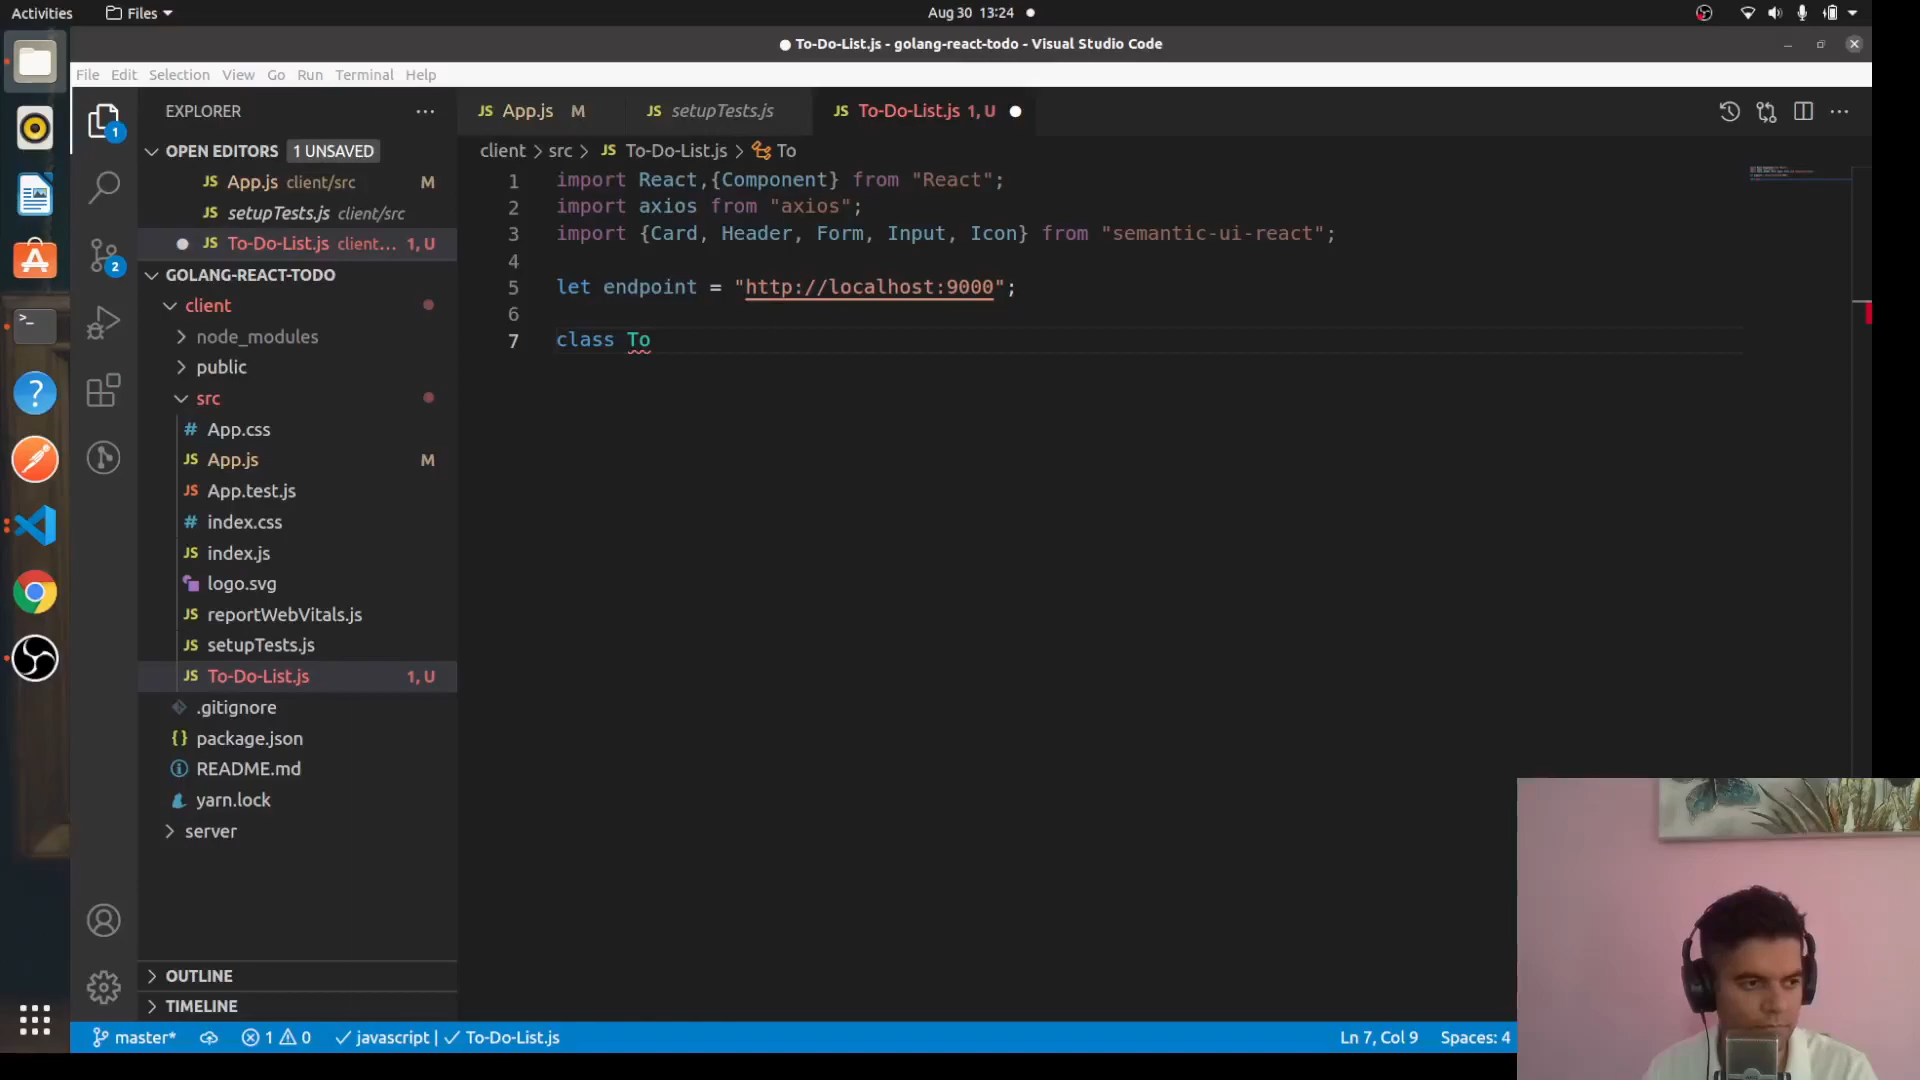 Activities
Files
Aug 30 13:24
To-Do-List.js - golang-react-todo - Visual Studio Code
File Edit Selection View Go Run Terminal Help
EXPLORER
App.js M
setupTests.js
To-Do-List.js 1, U
OPEN EDITORS 1 UNSAVED
client > src > JS To-Do-List.js > To
JS App.js client/src M
JS setupTests.js client/src
JS To-Do-List.js client... 1, U
GOLANG-REACT-TODO
client
node_modules
public
src
# App.css
JS App.js M
JS App.test.js
# index.css
JS index.js
logo.svg
JS reportWebVitals.js
JS setupTests.js
JS To-Do-List.js 1, U
.gitignore
{} package.json
README.md
yarn.lock
server
OUTLINE
TIMELINE
1 import React,{Component} from "React";
2 import axios from "axios";
3 import {Card, Header, Form, Input, Icon} from "semantic-ui-react";
4
5 let endpoint = "http://localhost:9000";
6
7 class To
1
2
master* 1 0 javascript | To-Do-List.js
Ln 7, Col 9 Spaces: 4